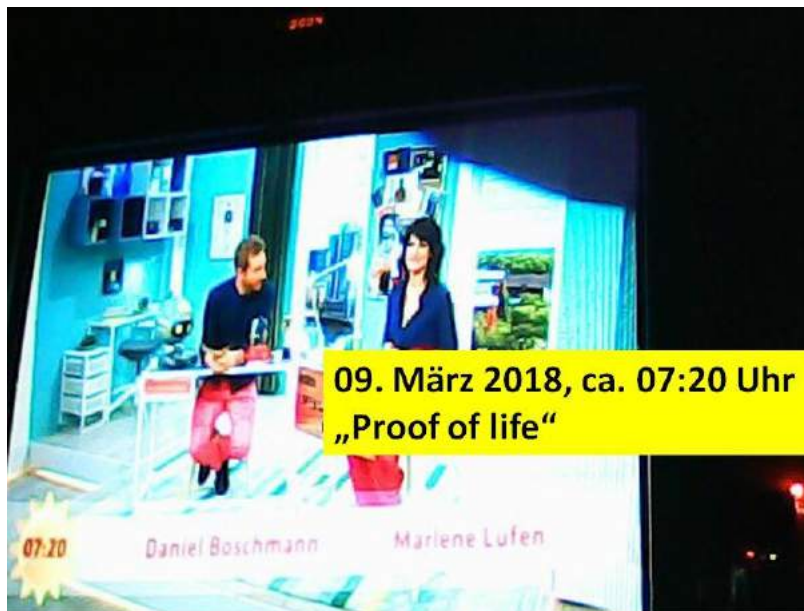 09. März 2018, ca. 07:20 Uhr
„Proof of life“
07:20
Daniel Boschmann
Marlene Lufen